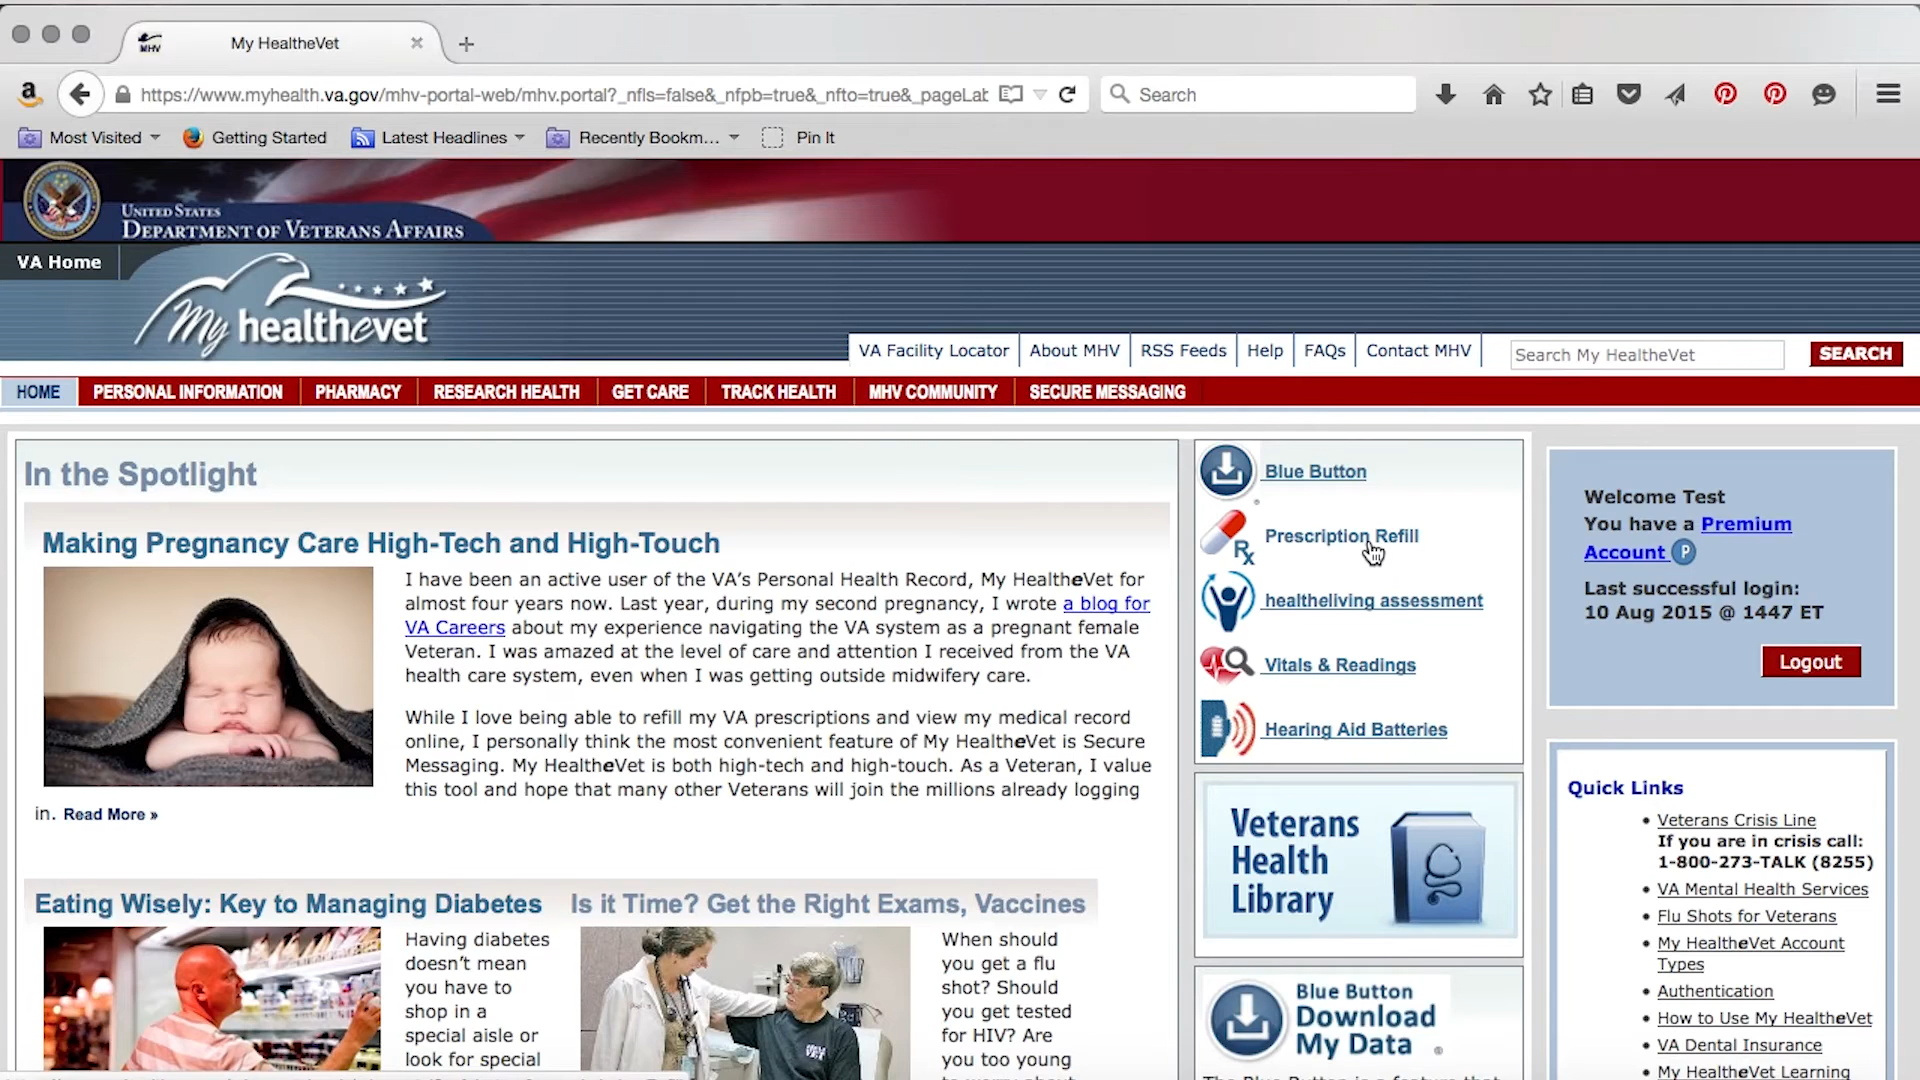 MHV
My HealtheVet
a
https://www.myhealth.va.gov/mhv-portal-web/mhv.portal?_nfls=false&_nfpb=true&_nfto=true&_pageLab
Search
Most Visited
Getting Started
Latest Headlines
Recently Bookm...
Pin It
UNITED STATES
DEPARTMENT OF VETERANS AFFAIRS
VA Home
My healthevet
VA Facility Locator
About MHV
RSS Feeds
Help
FAQs
Contact MHV
Search My HealtheVet
SEARCH
HOME
PERSONAL INFORMATION
PHARMACY
RESEARCH HEALTH
GET CARE
TRACK HEALTH
MHV COMMUNITY
SECURE MESSAGING
In the Spotlight
Making Pregnancy Care High-Tech and High-Touch
I have been an active user of the VA's Personal Health Record, My HealtheVet for
almost four years now. Last year, during my second pregnancy, I wrote a blog for
VA Careers about my experience navigating the VA system as a pregnant female
Veteran. I was amazed at the level of care and attention I received from the VA
health care system, even when I was getting outside midwifery care.
While I love being able to refill my VA prescriptions and view my medical record
online, I personally think the most convenient feature of My HealtheVet is Secure
Messaging. My HealtheVet is both high-tech and high-touch. As a Veteran, I value
this tool and hope that many other Veterans will join the millions already logging
in. Read More »
Eating Wisely: Key to Managing Diabetes
Having diabetes
doesn't mean
you have to
shop in a
special aisle or
look for special
Is it Time? Get the Right Exams, Vaccines
When should
you get a flu
shot? Should
you get tested
for HIV? Are
you too young
Blue Button
Rx
Prescription Refill
healtheliving assessment
Vitals & Readings
Hearing Aid Batteries
Veterans
Health
Library
Blue Button
Download
My Data
The Blue Button is a feature that
Welcome Test
You have a Premium
Account P
Last successful login:
10 Aug 2015 @ 1447 ET
Logout
Quick Links
• Veterans Crisis Line
If you are in crisis call:
1-800-273-TALK (8255)
• VA Mental Health Services
• Flu Shots for Veterans
• My HealtheVet Account
Types
• Authentication
• How to Use My HealtheVet
• VA Dental Insurance
• My HealtheVet Learning